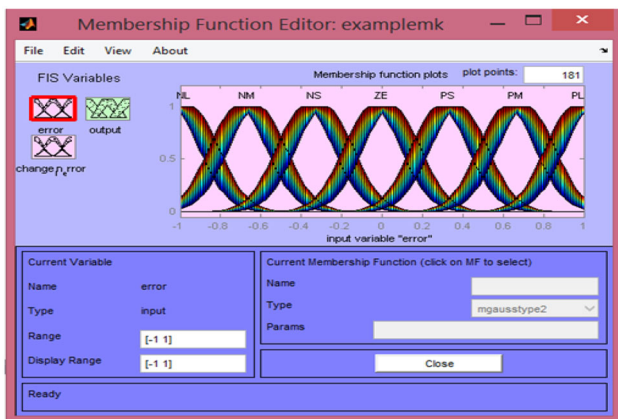 Membership Function Editor: examplemk
File Edit View About
FIS Variables
error
output
change
rror
Membership function plots plot points: 181
NL NM NS ZE PS PM PL
1
0.5
0
-1 -0.8 -0.6 -0.4 -0.2 0 0.2 0.4 0.6 0.8 1
input variable "error"
Current Variable
Name error
Type input
Range [-1 1]
Display Range [-1 1]
Current Membership Function (click on MF to select)
Name
Type mgausstype2
Params
Close
Ready